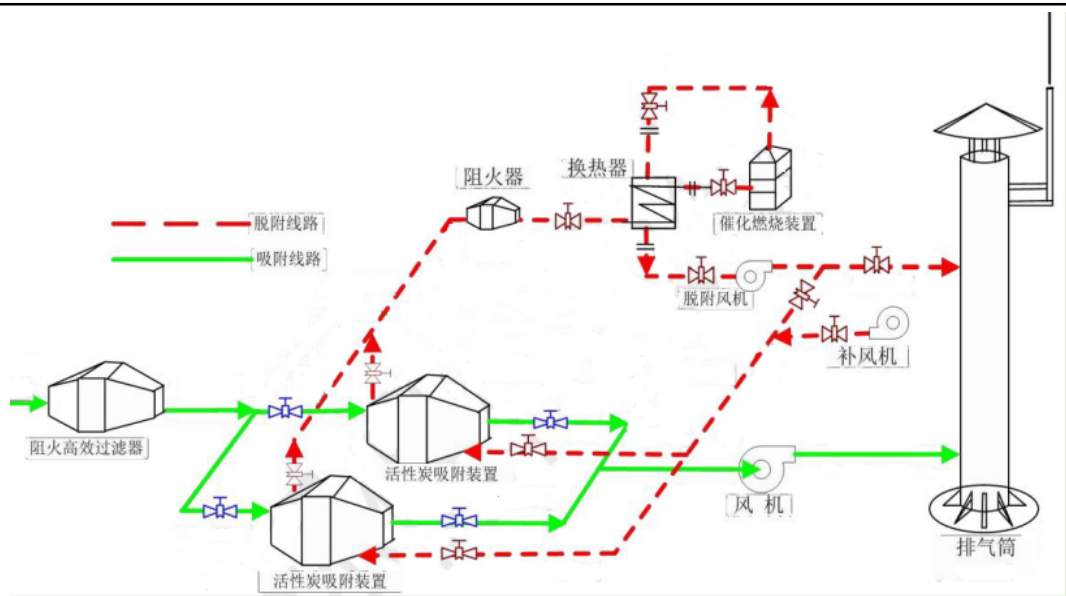 换热器
阻火器
脱附线路
催化燃烧装置
吸附线路
脱附风机
补风机
阻火高效过滤器
活性炭吸附装置
风 机
排气筒
活性炭吸附装置